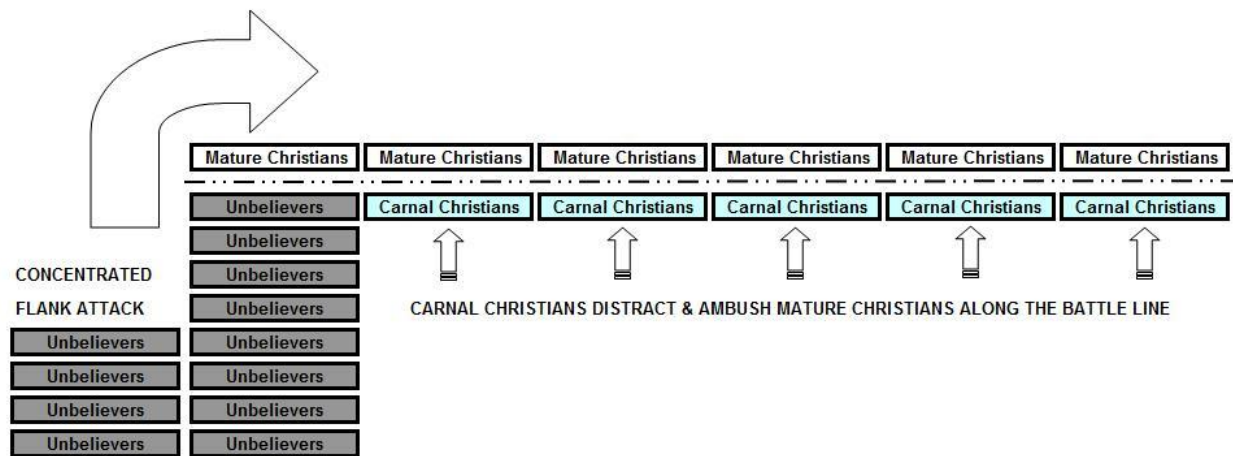 Mature Christians Mature Christians Mature Christians Mature Christians Mature Christians Mature Christians
Unbelievers Carnal Christians Carnal Christians Carnal Christians Carnal Christians Carnal Christians
Unbelievers
CONCENTRATED Unbelievers
FLANK ATTACK Unbelievers CARNAL CHRISTIANS DISTRACT & AMBUSH MATURE CHRISTIANS ALONG THE BATTLE LINE
Unbelievers Unbelievers
Unbelievers Unbelievers
Unbelievers Unbelievers
Unbelievers Unbelievers